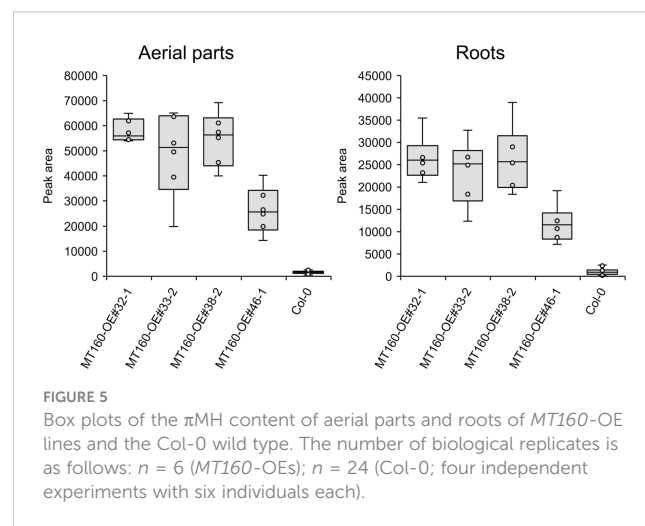 Aerial parts
80000
70000
60000
50000
40000
30000
20000
10000
0
Peak area
MT160-OE#32-1
MT160-OE#33-2
MT160-OE#38-2
MT160-OE#46-1
Col-0
Roots
45000
40000
35000
30000
25000
20000
15000
10000
5000
0
Peak area
MT160-OE#32-1
MT160-OE#33-2
MT160-OE#38-2
MT160-OE#46-1
Col-0
FIGURE 5
Box plots of the πMH content of aerial parts and roots of MT160-OE
lines and the Col-0 wild type. The number of biological replicates is
as follows: n = 6 (MT160-OEs); n = 24 (Col-0; four independent
experiments with six individuals each).